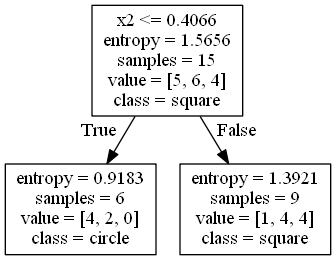 x2 <= 0.4066
entropy = 1.5656
samples = 15
value = [5, 6, 4]
class = square
True
False
entropy = 0.9183
samples = 6
value = [4, 2, 0]
class = circle
entropy = 1.3921
samples = 9
value = [1, 4, 4]
class = square